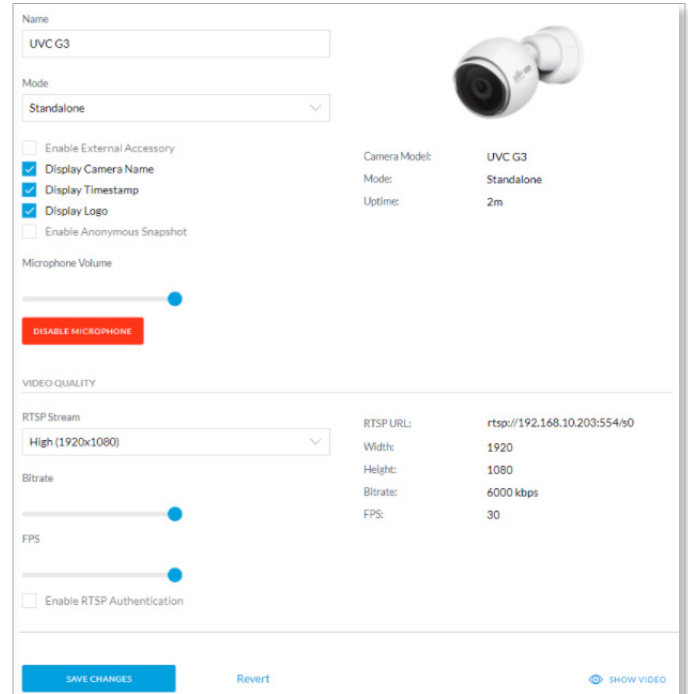 Name
UVC G3
Mode
Standalone
Enable External Accessory
Display Camera Name
Display Timestamp
Display Logo
Enable Anonymous Snapshot
Microphone Volume
DISABLE MICROPHONE
Camera Model: UVC G3
Mode: Standalone
Uptime: 2m
VIDEO QUALITY
RTSP Stream
High (1920x1080)
Bitrate
FPS
Enable RTSP Authentication
RTSP URL: rtsp://192.168.10.203:554/s0
Width: 1920
Height: 1080
Bitrate: 6000 kbps
FPS: 30
SAVE CHANGES
Revert
SHOW VIDEO